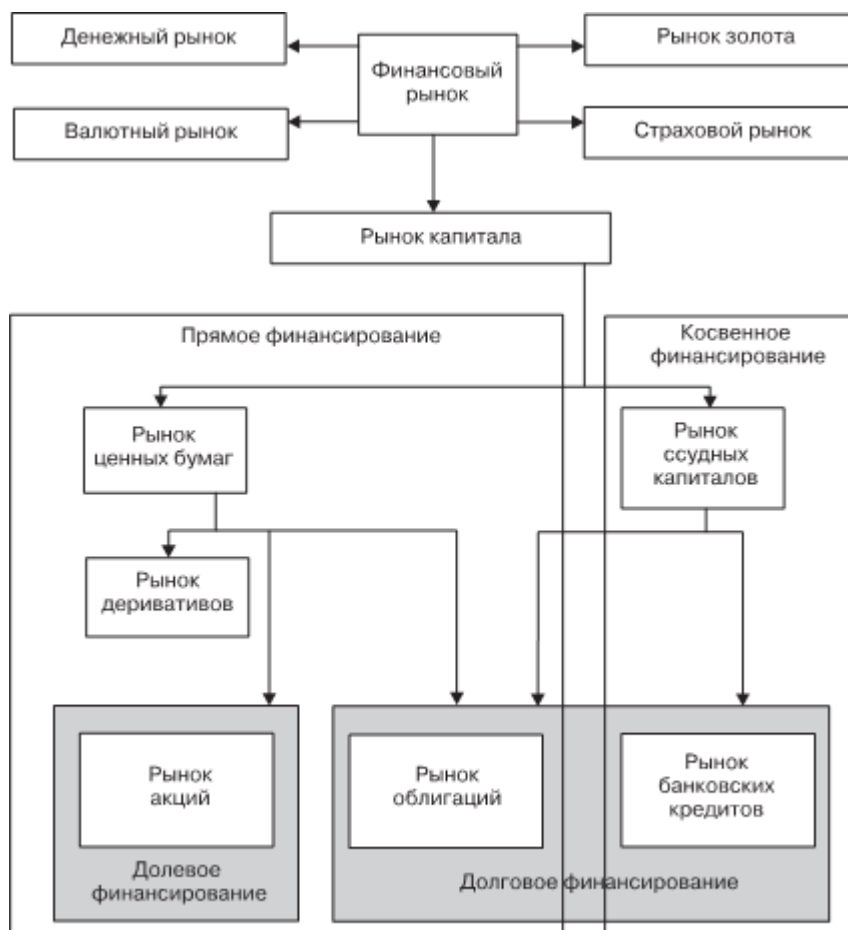 Денежный рынок
Финансовый
рынок
Рынок золота
Валютный рынок
Страховой рынок
Рынок капитала
Прямое финансирование
Косвенное
финансирование
Рынок
ценных бумаг
Рынок
ссудных
капиталов
Рынок
деривативов
Рынок
акций
Рынок
облигаций
Рынок
банковских
кредитов
Долевое
финансирование
Долговое финансирование